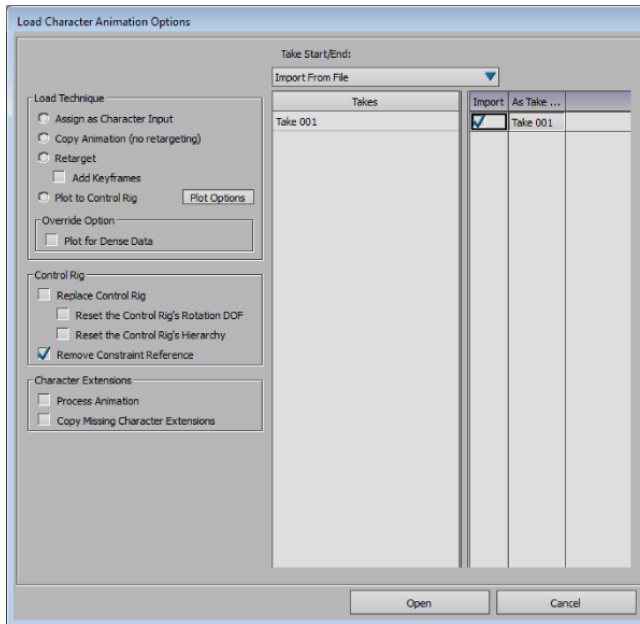 Load Character Animation Options
Take Start/End:
Import From File
Load Technique
Assign as Character Input
Copy Animation (no retargeting)
Retarget
Add Keyframes
Plot to Control Rig
Plot Options
Override Option
Plot for Dense Data
Control Rig
Replace Control Rig
Reset the Control Rig's Rotation DOF
Reset the Control Rig's Hierarchy
Remove Constraint Reference
Character Extensions
Process Animation
Copy Missing Character Extensions
Takes
Take 001
Import As Take ...
Take 001
Open
Cancel